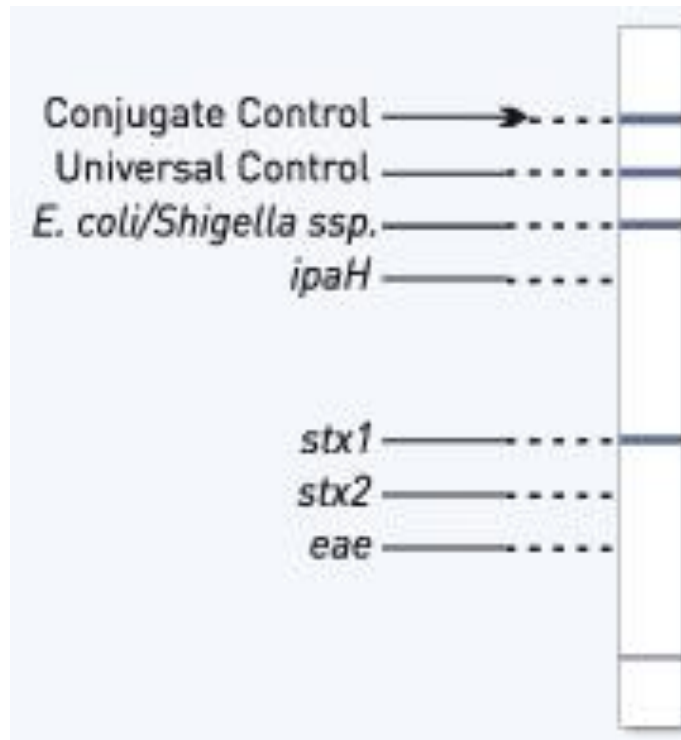 Conjugate Control
Universal Control
E. coli/Shigella ssp.
ipaH
stx1
stx2
eae